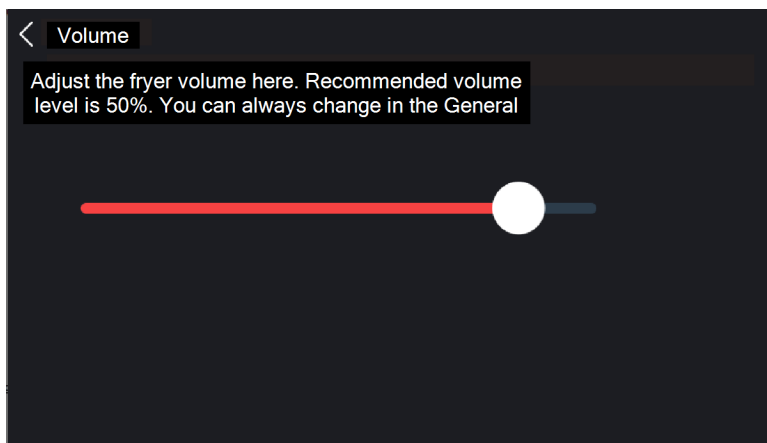 Volume
Adjust the fryer volume here. Recommended volume
level is 50%. You can always change in the General